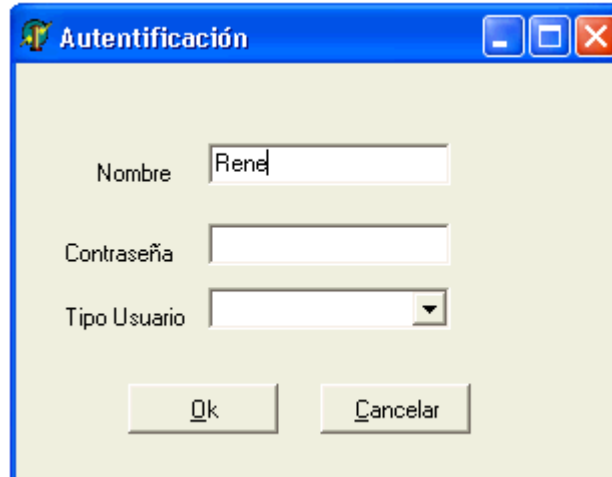 Autentificación
Nombre
Rene
Contraseña
Tipo Usuario
Ok
Cancelar